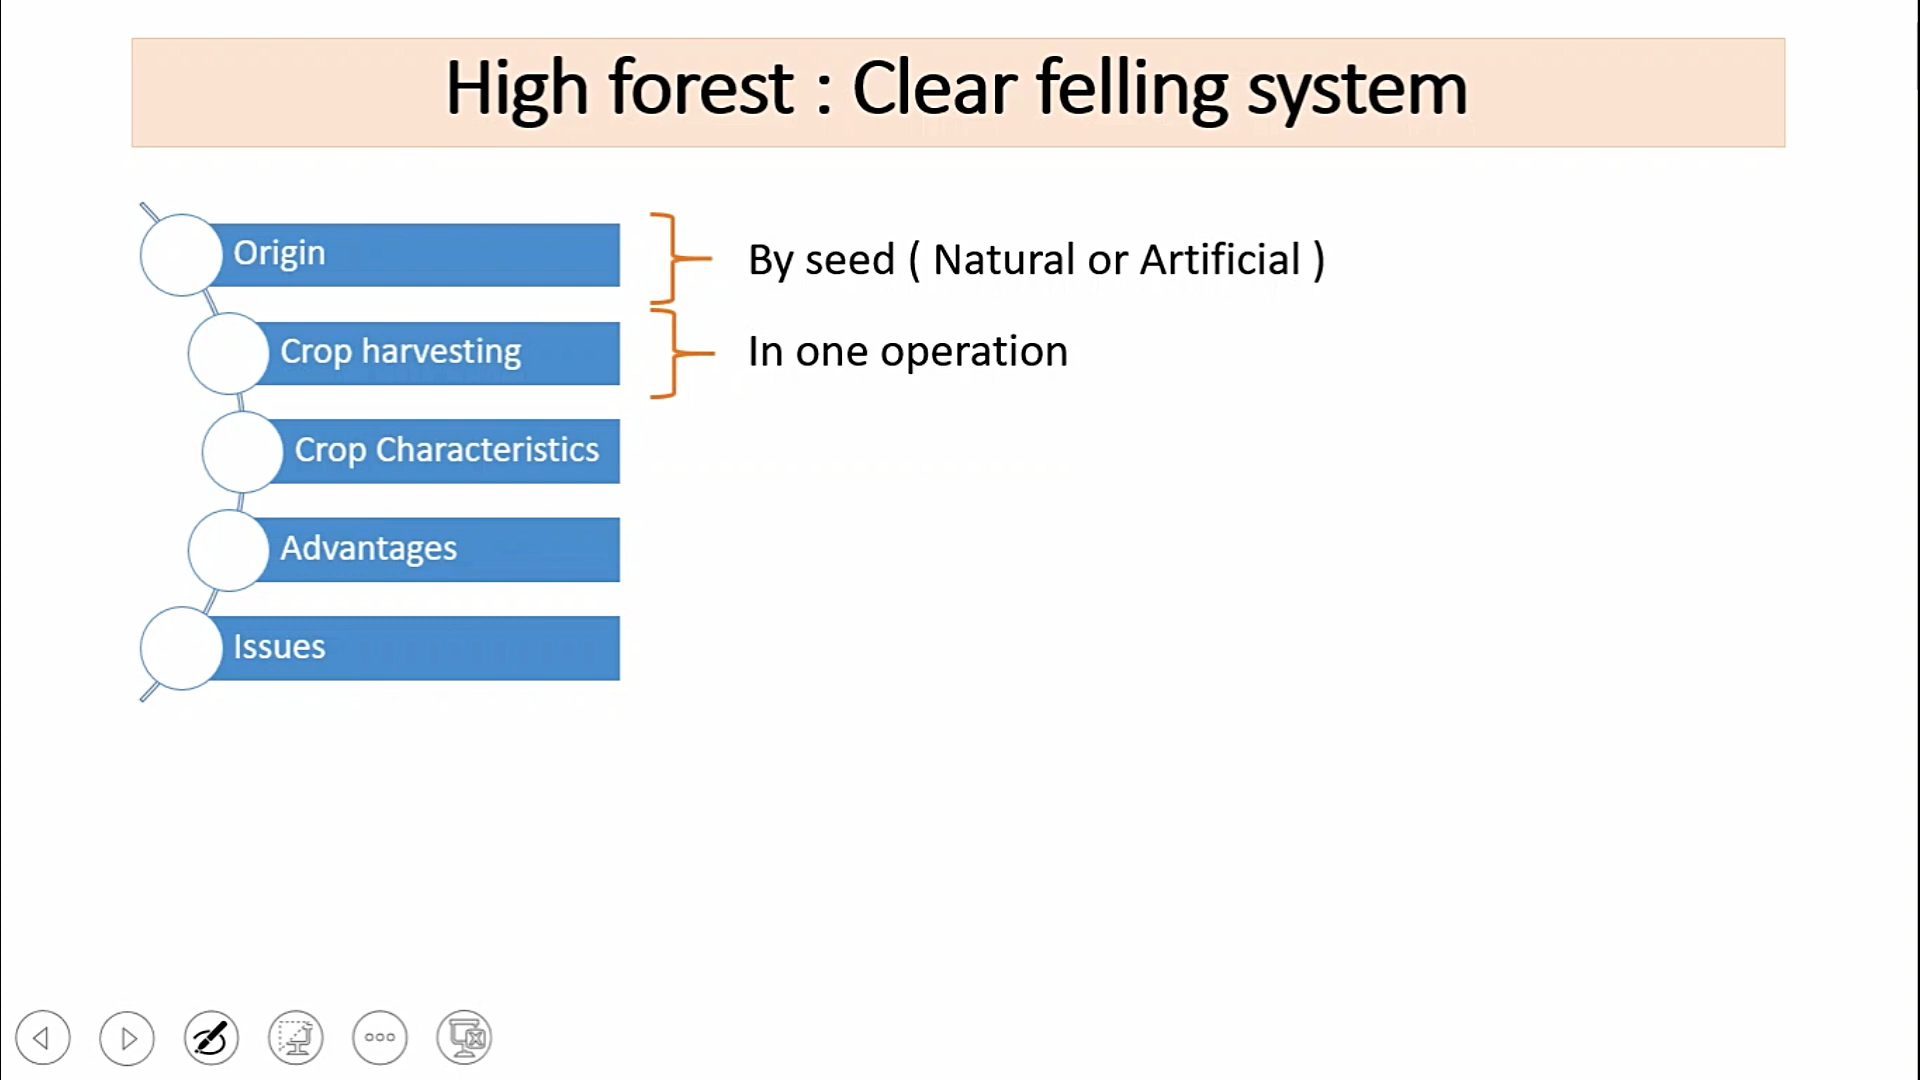 High forest : Clear felling system
Origin
By seed ( Natural or Artificial )
Crop harvesting
In one operation
Crop Characteristics
Advantages
Issues